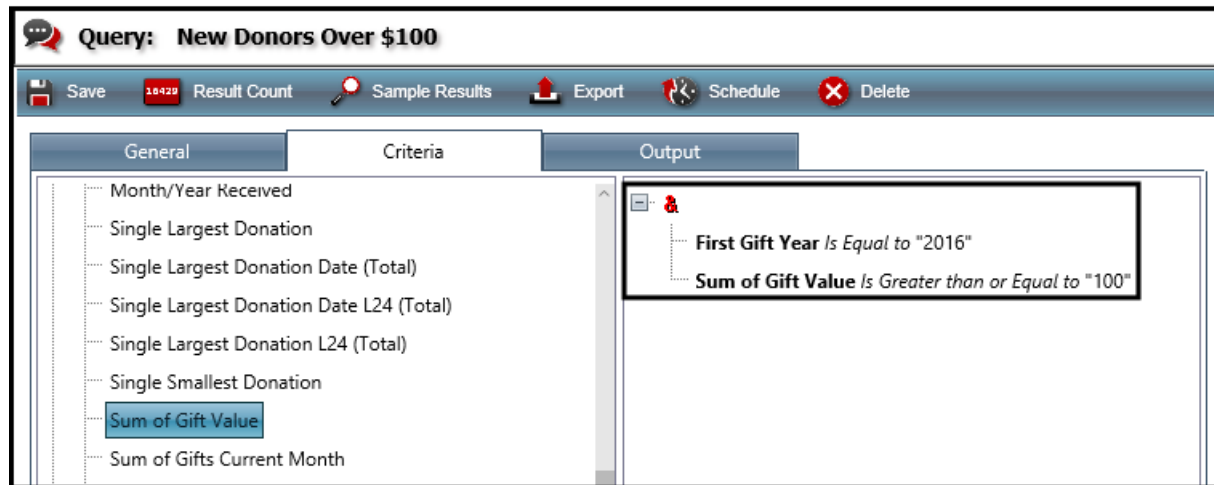 Query: New Donors Over $100
Save 16429 Result Count Sample Results Export Schedule Delete
General Criteria Output
Month/Year Received
Single Largest Donation
Single Largest Donation Date (Total)
Single Largest Donation Date L24 (Total)
Single Largest Donation L24 (Total)
Single Smallest Donation
Sum of Gift Value
Sum of Gifts Current Month
&
First Gift Year Is Equal to "2016"
Sum of Gift Value Is Greater than or Equal to "100"